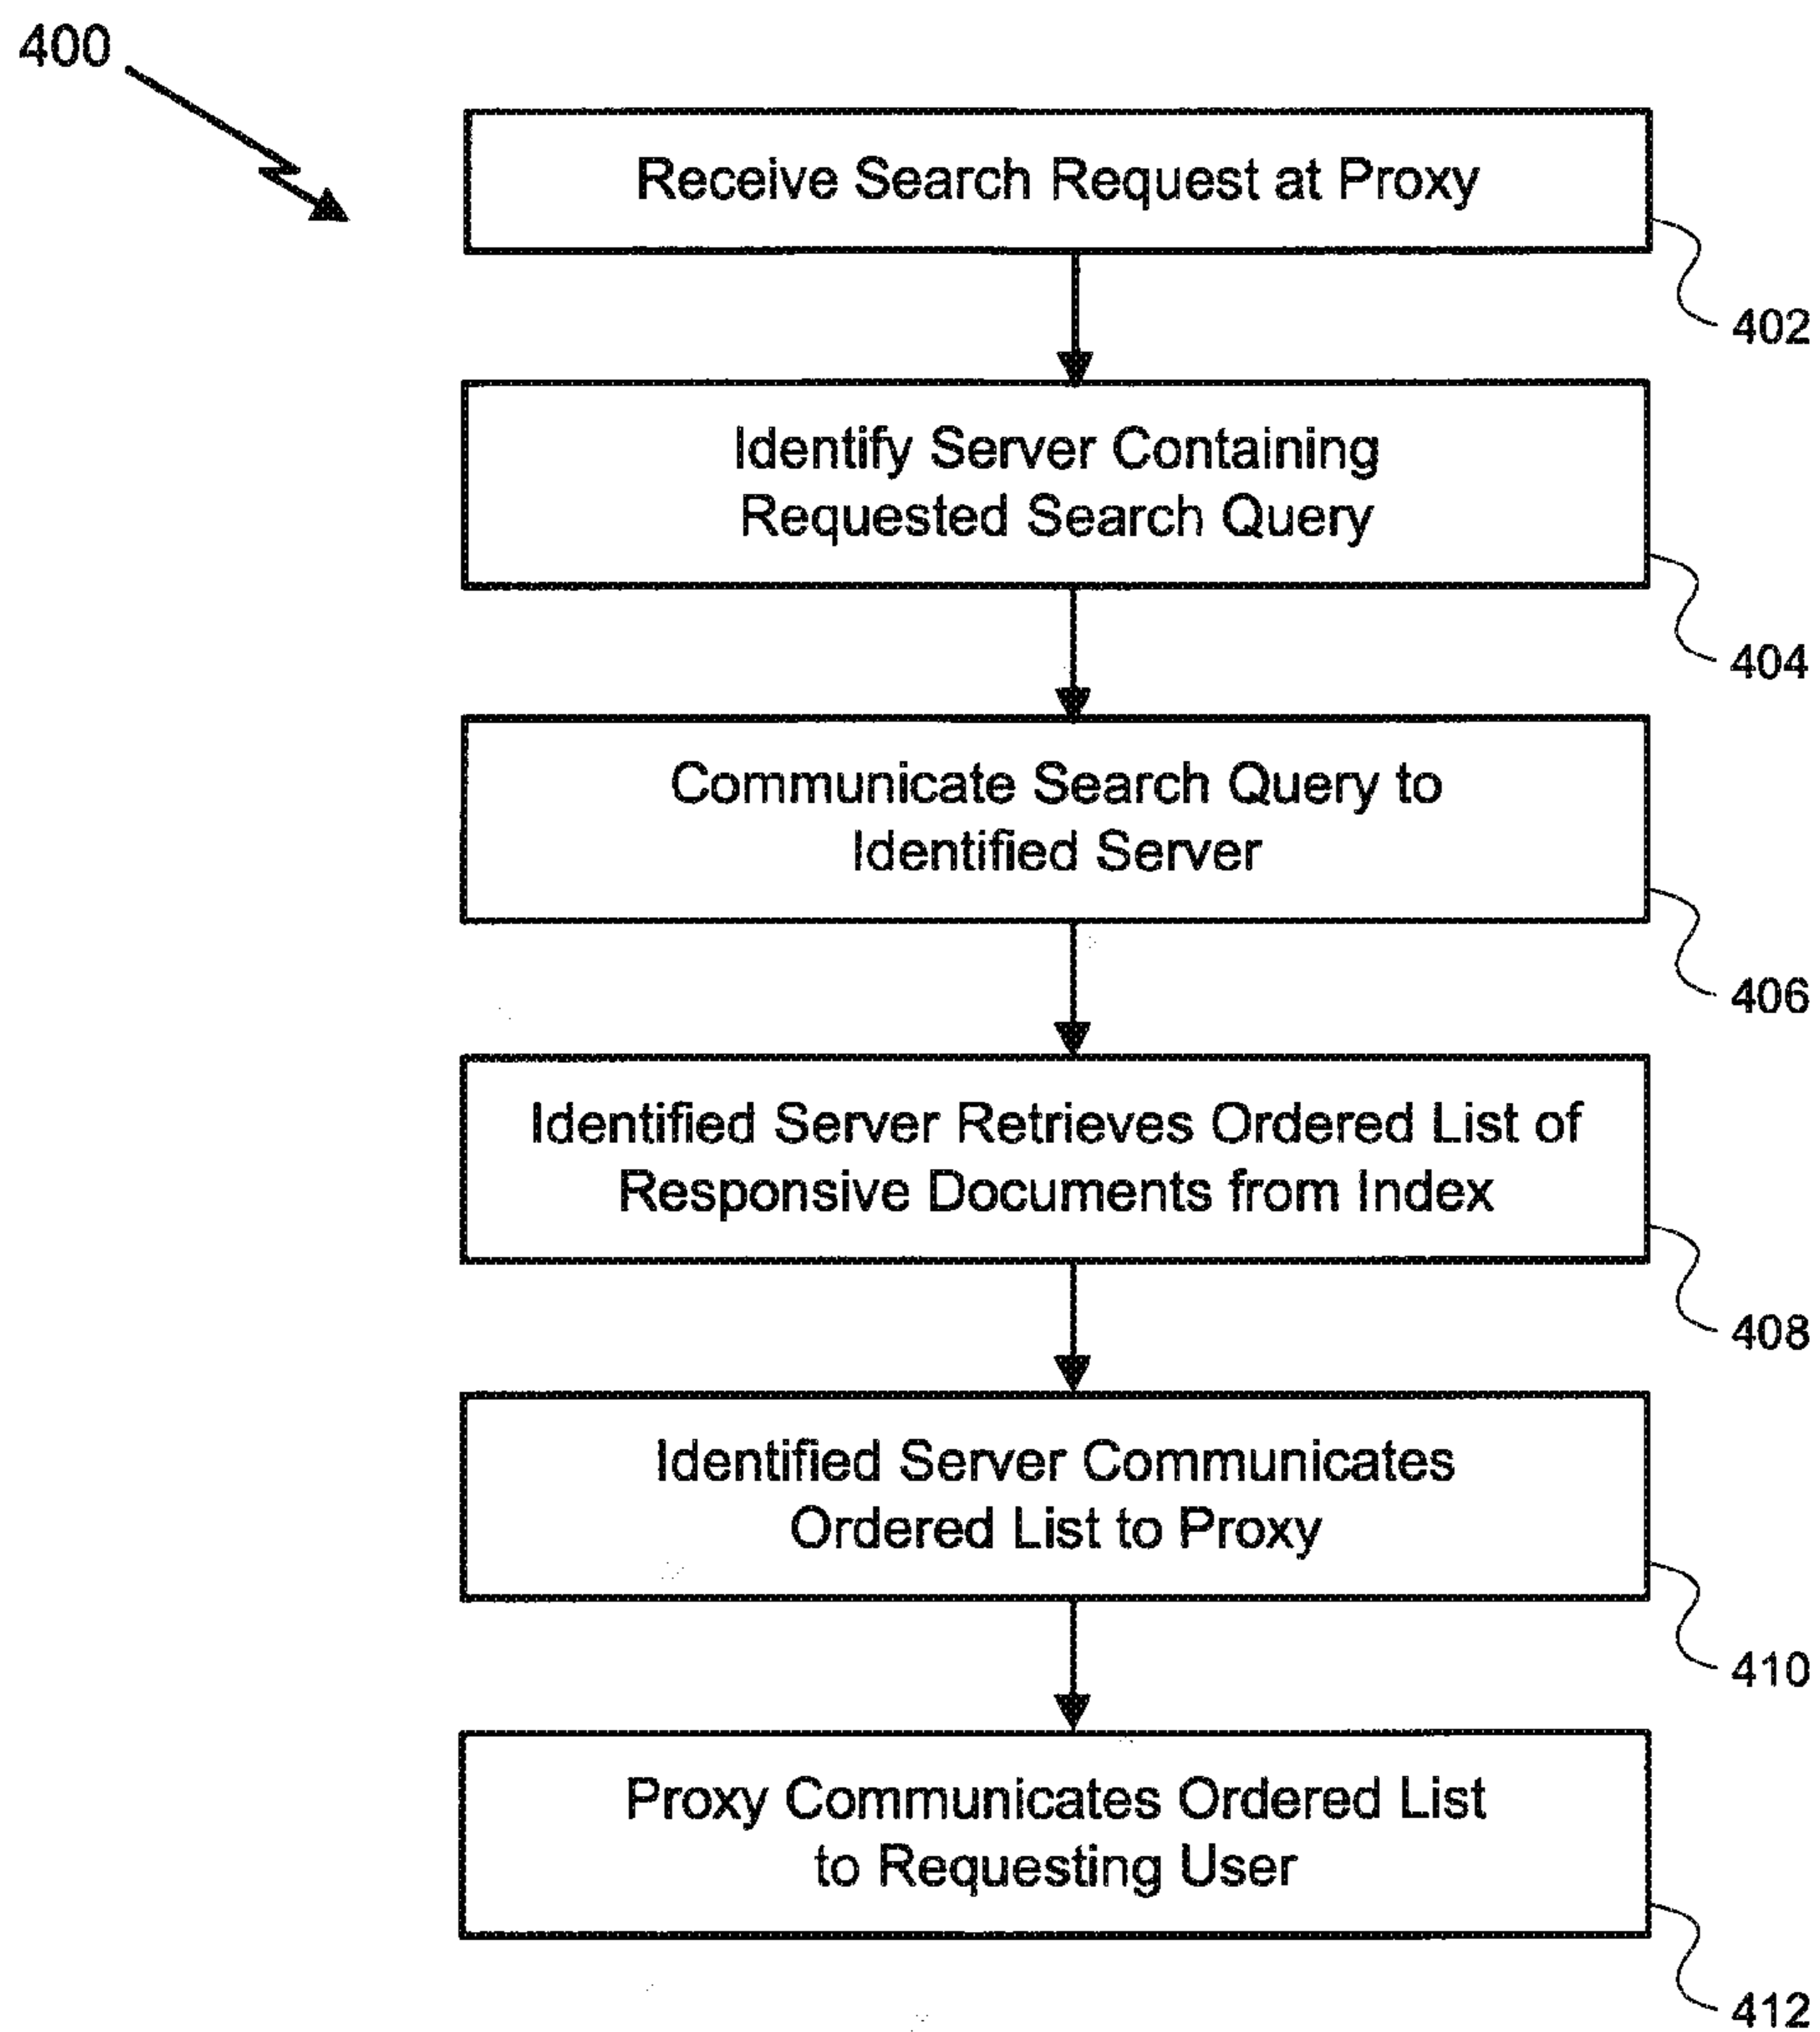 400
Receive Search Request at Proxy
402
Identify Server Containing
Requested Search Query
404
Communicate Search Query to
Identified Server
406
Identified Server Retrieves Ordered List of
Responsive Documents from Index
408
Identified Server Communicates
Ordered List to Proxy
410
Proxy Communicates Ordered List
to Requesting User
412